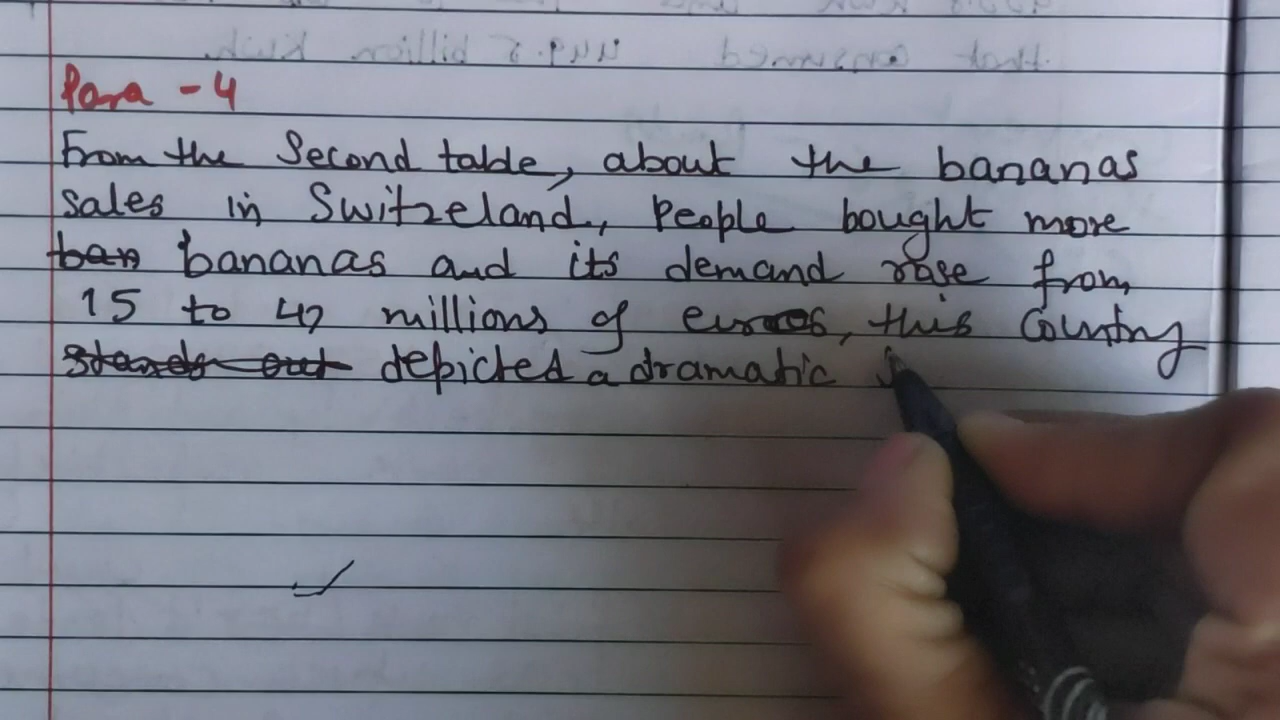 Para - 4
From the Second table, about the bananas
sales in Switzeland, People bought more
ban bananas and its demand rose from
15 to 47 millions of euros, this Country
stands out depicted a dramatic